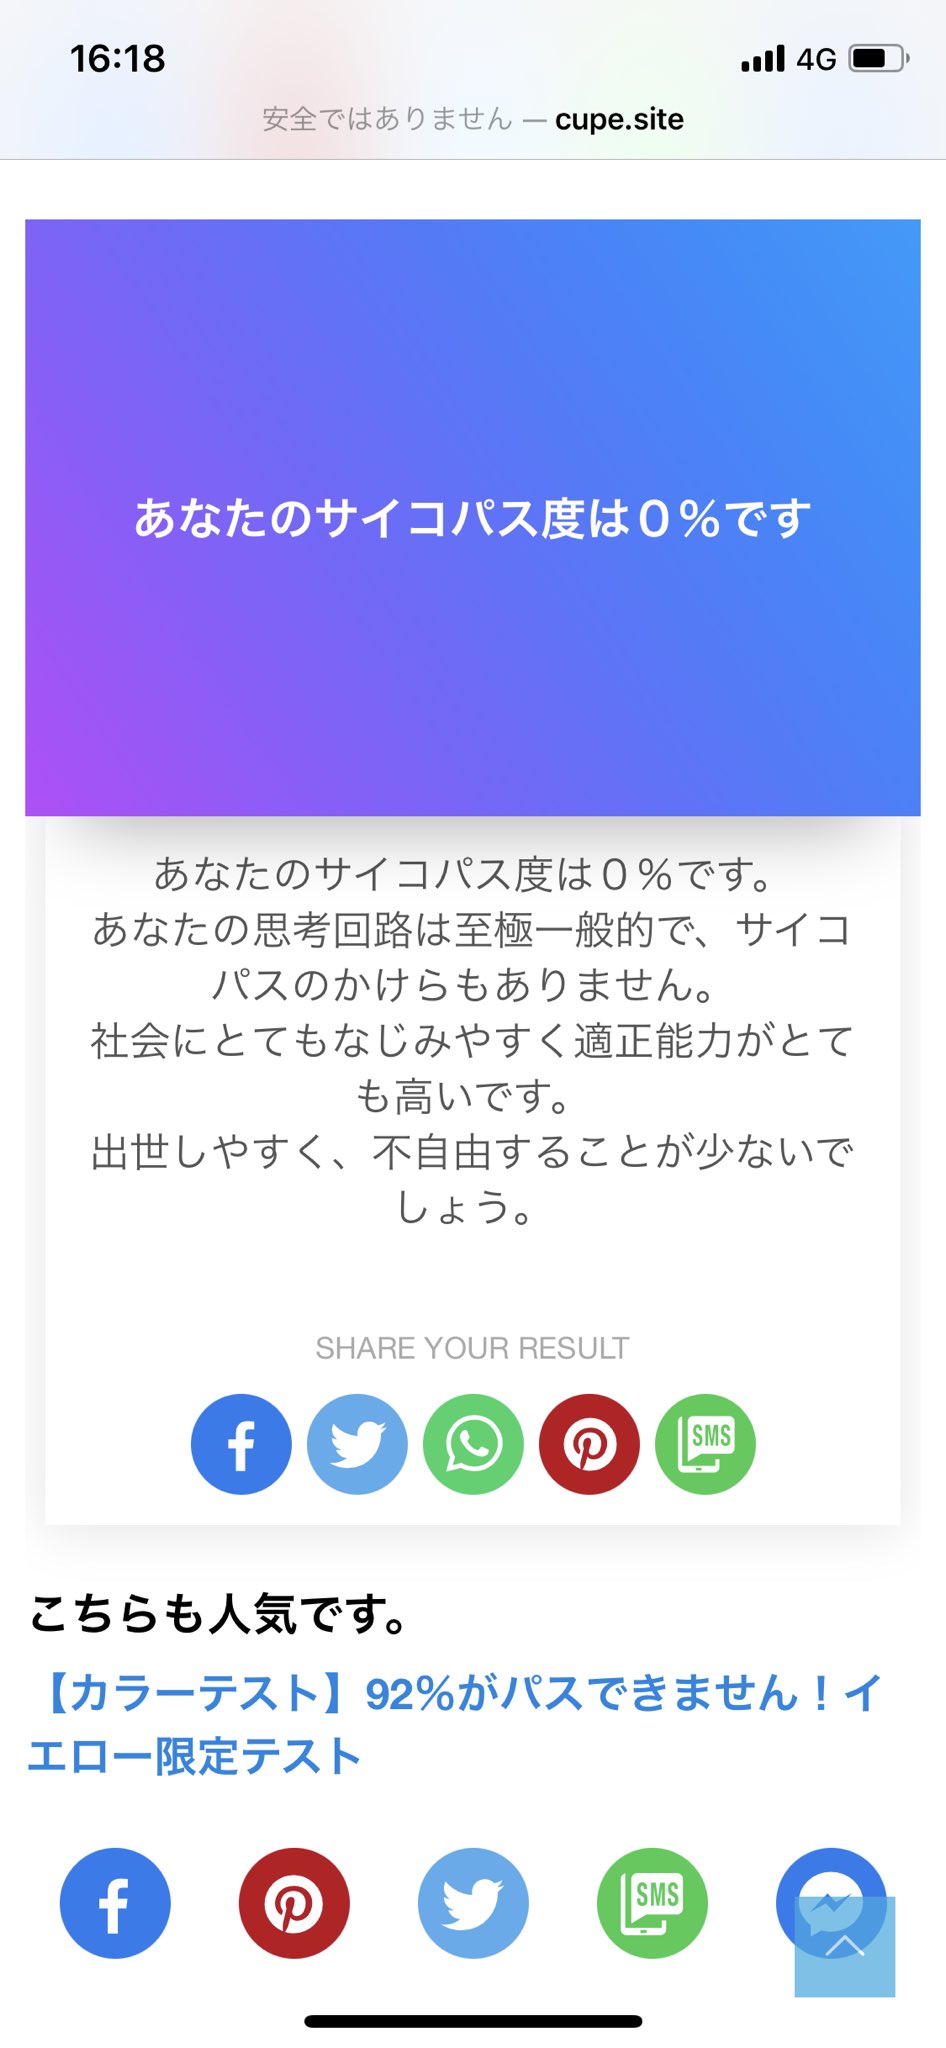 16:18
4G
安全ではありません — cupe.site
あなたのサイコパス度は０％です
あなたのサイコパス度は０％です。
あなたの思考回路は至極一般的で、サイコ
パスのかけらもありません。
社会にとてもなじみやすく適正能力がとて
も高いです。
出世しやすく、不自由することが少ないで
しょう。
SHARE YOUR RESULT
SMS
こちらも人気です。
【カラーテスト】92%がパスできません！イ
エロー限定テスト
SMS